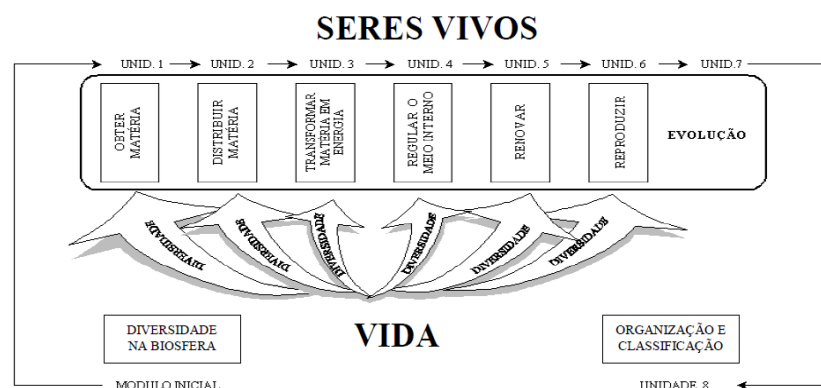 SERES VIVOS
UNID. 1
UNID. 2
UNID. 3
UNID. 4
UNID. 5
UNID. 6
UNID.7
OBTER
MATÉRIA
DISTRIBUIR
MATÉRIA
TRANSFORMAR
MATÉRIA EM
ENERGIA
REGULAR O
MEIO INTERNO
RENOVAR
REPRODUZIR
EVOLUÇÃO
DIVERSIDADE
DIVERSIDADE
DIVERSIDADE
DIVERSIDADE
DIVERSIDADE
DIVERSIDADE
DIVERSIDADE
NA BIOSFERA
VIDA
ORGANIZAÇÃO E
CLASSIFICAÇÃO
MODULO INICIAL
UNIDADE 8